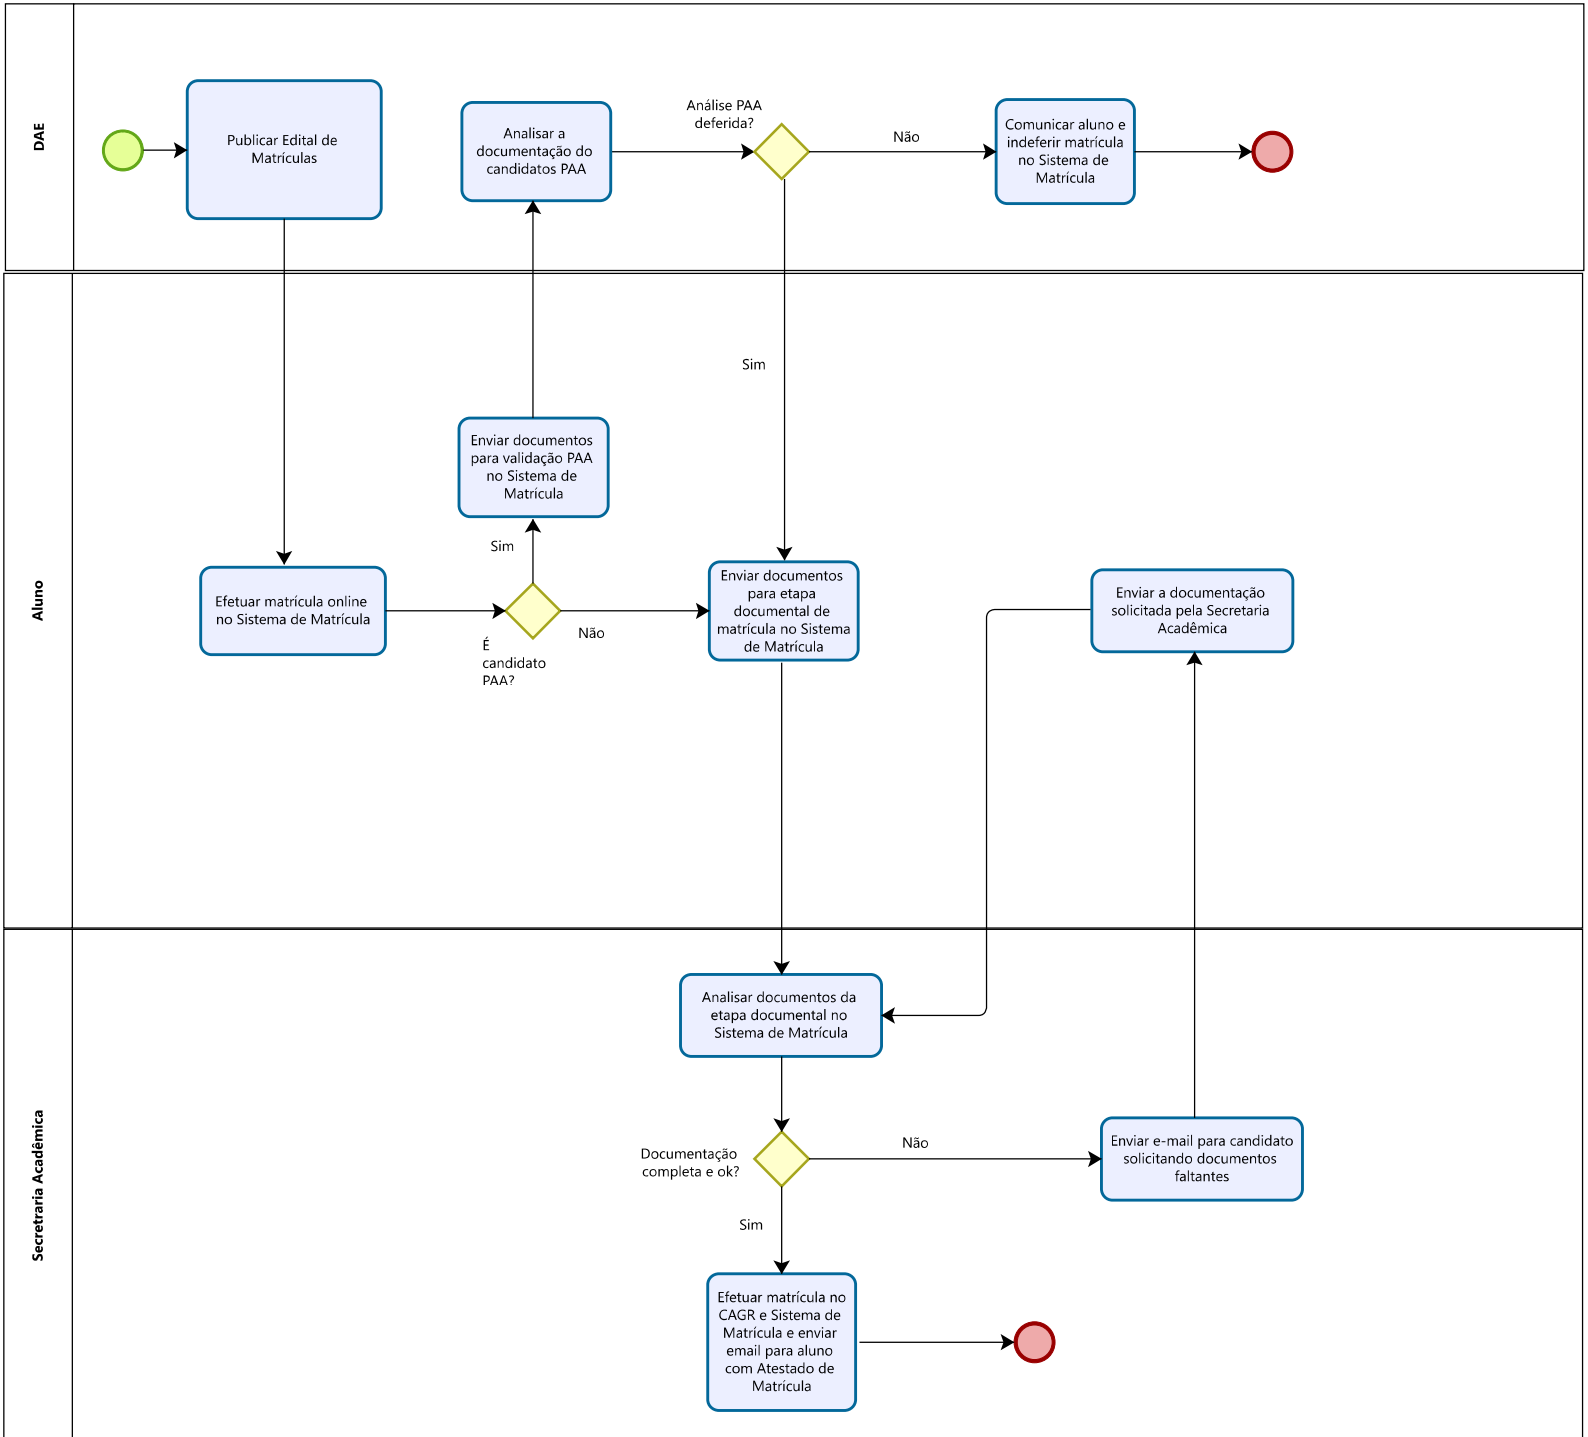 DAE
Publicar Edital de
Matrículas
Analisar a
documentação do
candidatos PAA
Análise PAA
deferida?
Não
Comunicar aluno e
indeferir matrícula
no Sistema de
Matrícula
Sim
Aluno
Enviar documentos
para validação PAA
no Sistema de
Matrícula
Sim
Efetuar matrícula online
no Sistema de Matrícula
É
candidato
PAA?
Não
Enviar documentos
para etapa
documental de
matrícula no Sistema
de Matrícula
Enviar a documentação
solicitada pela Secretaria
Acadêmica
Secretraria Acadêmica
Analisar documentos da
etapa documental no
Sistema de Matrícula
Documentação
completa e ok?
Não
Enviar e-mail para candidato
solicitando documentos
faltantes
Sim
Efetuar matrícula no
CAGR e Sistema de
Matrícula e enviar
email para aluno
com Atestado de
Matrícula